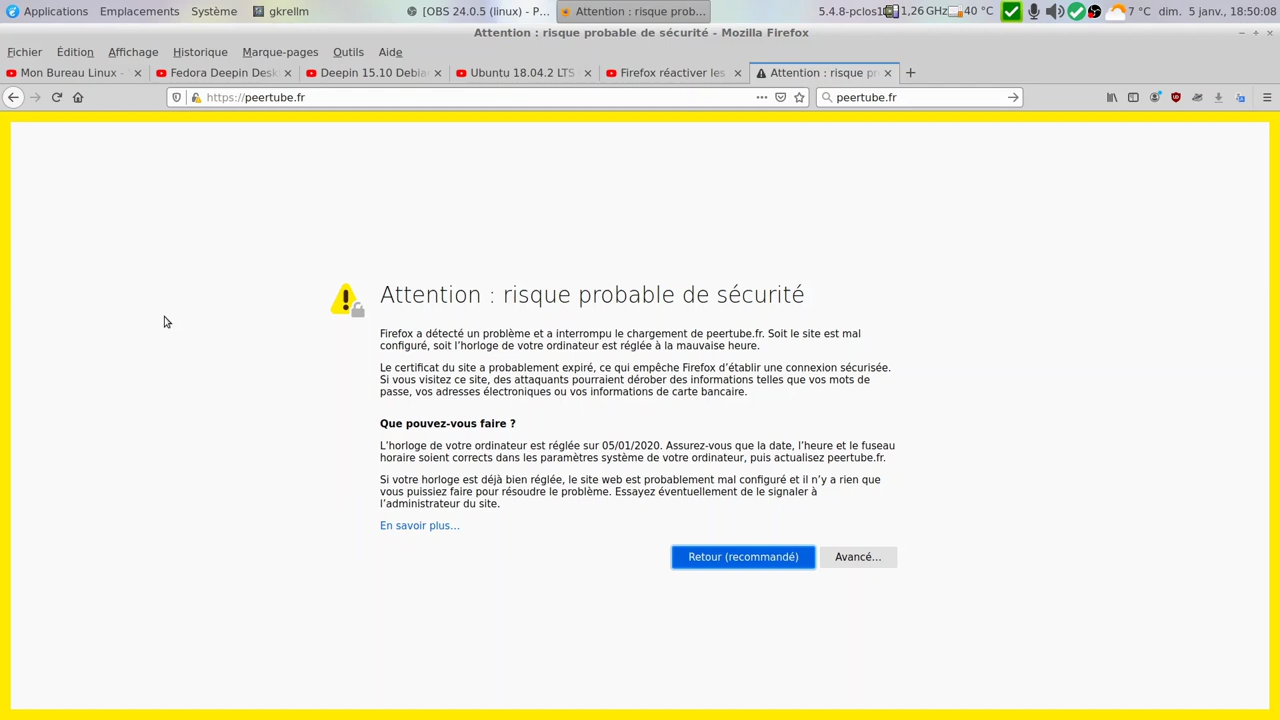 Applications Emplacements Système gkrellm [OBS 24.0.5 (linux) - P... Attention : risque prob... 1,26 GHz 40 °C 7 °C dim. 5 janv., 18:50:08
Attention : risque probable de sécurité - Mozilla Firefox
Fichier Édition Affichage Historique Marque-pages Outils Aide
Mon Bureau Linux - Fedora Deepin Desk Deepin 15.10 Debia Ubuntu 18.04.2 LTS Firefox réactiver les Attention : risque pr
https://peertube.fr peertube.fr
Attention : risque probable de sécurité
Firefox a détecté un problème et a interrompu le chargement de peertube.fr. Soit le site est mal
configuré, soit l’horloge de votre ordinateur est réglée à la mauvaise heure.
Le certificat du site a probablement expiré, ce qui empêche Firefox d’établir une connexion sécurisée.
Si vous visitez ce site, des attaquants pourraient dérober des informations telles que vos mots de
passe, vos adresses électroniques ou vos informations de carte bancaire.
Que pouvez-vous faire ?
L’horloge de votre ordinateur est réglée sur 05/01/2020. Assurez-vous que la date, l’heure et le fuseau
horaire soient corrects dans les paramètres système de votre ordinateur, puis actualisez peertube.fr.
Si votre horloge est déjà bien réglée, le site web est probablement mal configuré et il n’y a rien que
vous puissiez faire pour résoudre le problème. Essayez éventuellement de le signaler à
l’administrateur du site.
En savoir plus…
Retour (recommandé) Avancé…